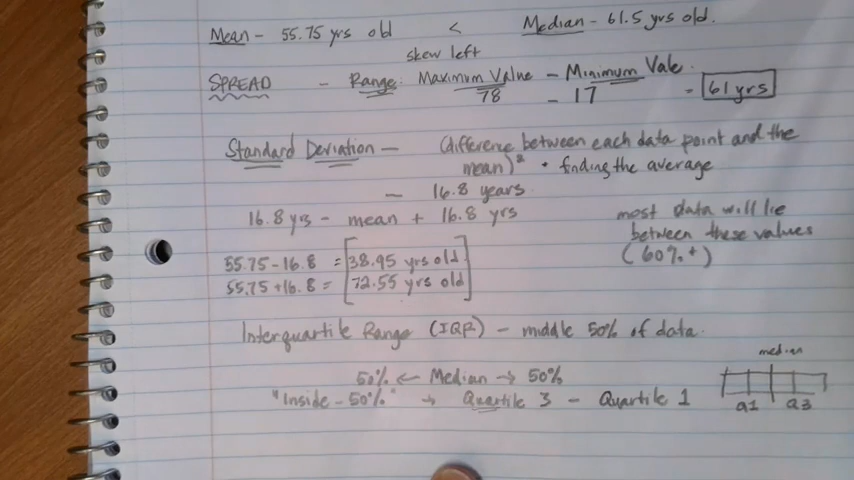 Mean - 55.75 yrs old < Median - 61.5 yrs old.
skew left
SPREAD - Range: Maximum Value - Minimum Vale.
78 - 17 = 61 yrs
Standard Deviation - (difference between each data point and the
mean)² • finding the average
- 16.8 years
16.8 yrs - mean + 16.8 yrs
most data will lie
between these values
(60%+)
55.75 - 16.8 = [38.95 yrs old]
55.75 + 16.8 = [72.55 yrs old]
Interquartile Range (IQR) - middle 50% of data.
median
50% ← Median → 50%
"Inside - 50%" → Quartile 3 - Quartile 1
Q1 Q3